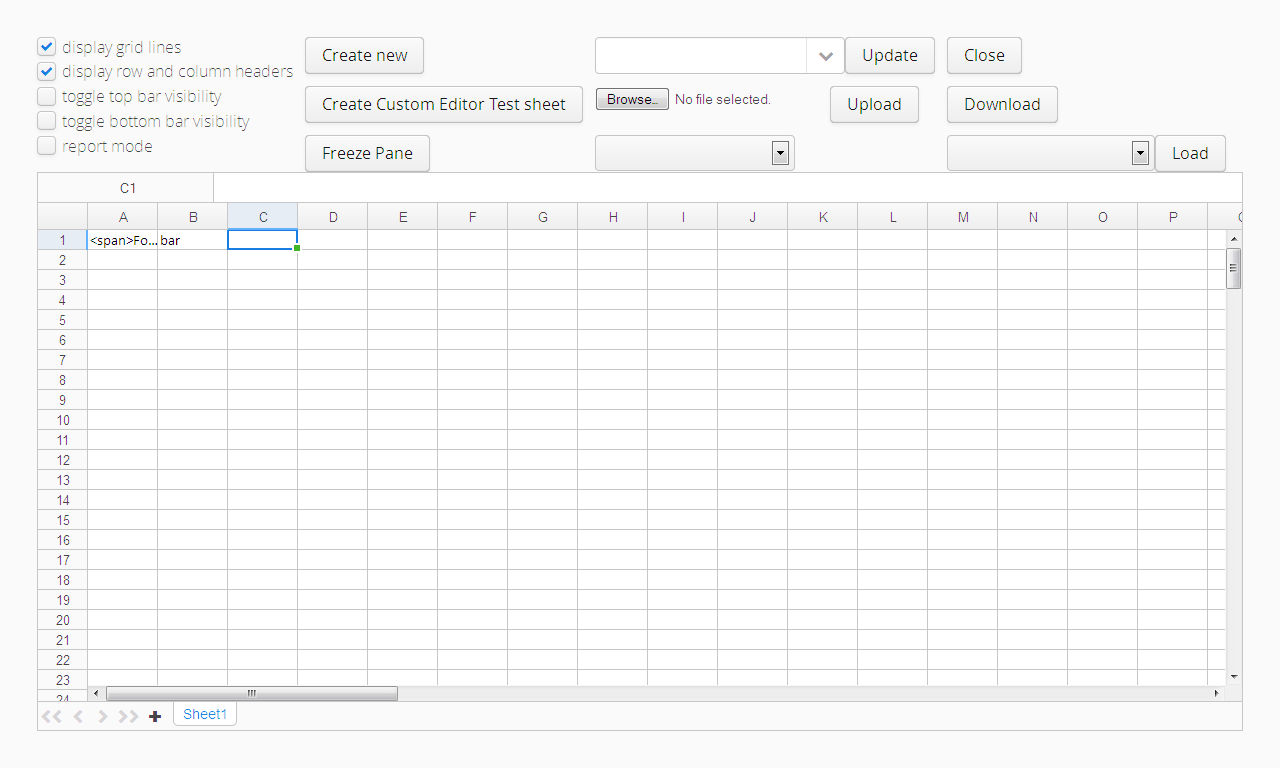 display grid lines
display row and column headers
toggle top bar visibility
toggle bottom bar visibility
report mode
Create new
Update
Close
Create Custom Editor Test sheet
Browse...
No file selected.
Upload
Download
Freeze Pane
Load
C1
A B C D E F G H I J K L M N O P
1 <span>Fo... bar
2
3
4
5
6
7
8
9
10
11
12
13
14
15
16
17
18
19
20
21
22
23
24
Sheet1